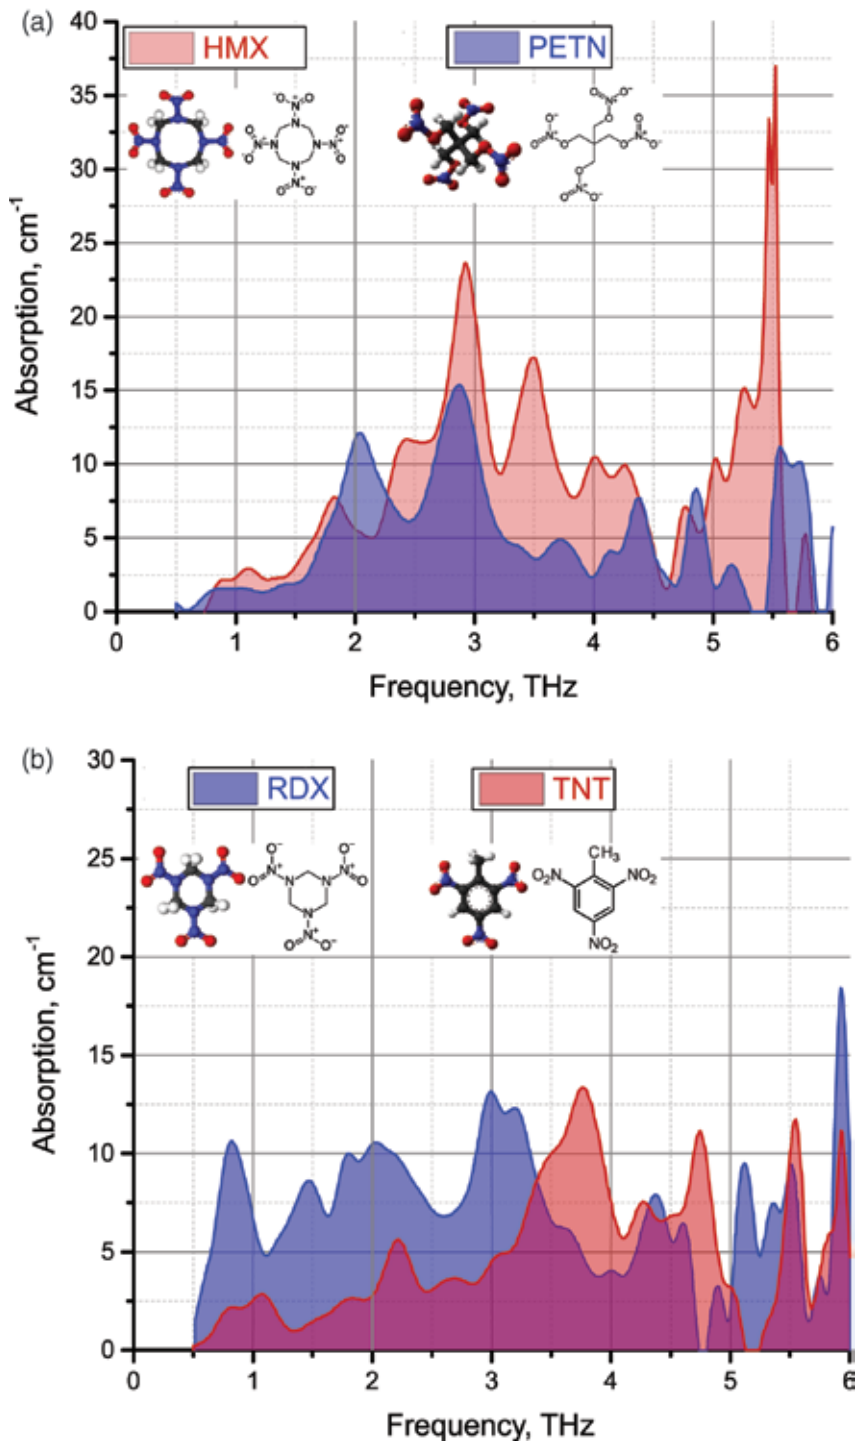 (a)
HMX
PETN
Absorption, cm⁻¹
40
35
30
25
20
15
10
5
0
0 1 2 3 4 5 6
Frequency, THz
(b)
RDX
TNT
CH₃
O₂N
NO₂
NO₂
Absorption, cm⁻¹
30
25
20
15
10
5
0
0 1 2 3 4 5 6
Frequency, THz